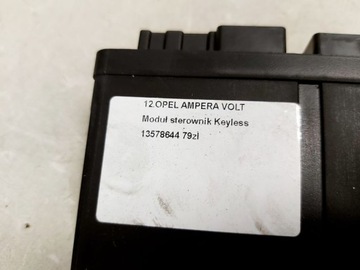 12.OPEL AMPERA VOLT
Moduł sterownik Keyless
13578644 79zł